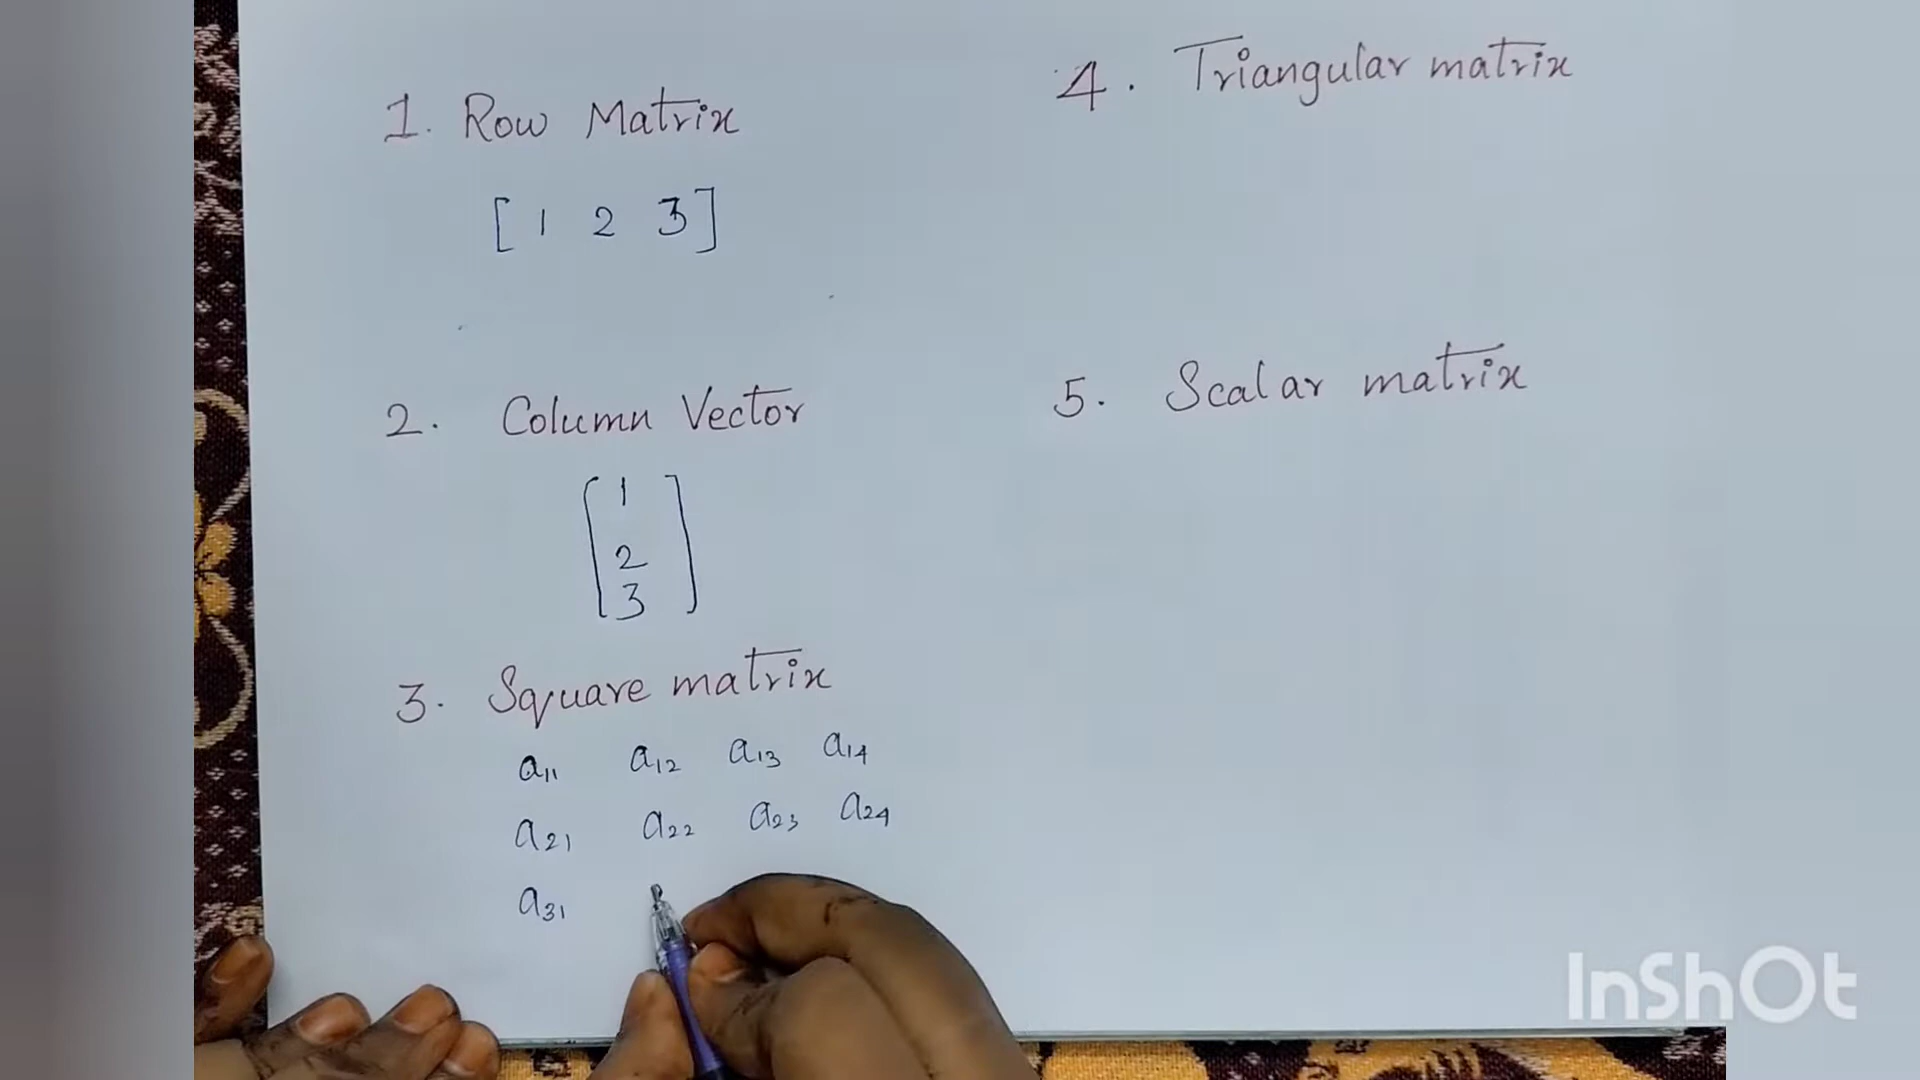 1. Row Matrix
[ 1 2 3 ]
2. Column Vector
1
2
3
3. Square matrix
a11 a12 a13 a14
a21 a22 a23 a24
a31
4. Triangular matrix
5. Scalar matrix
InShOt